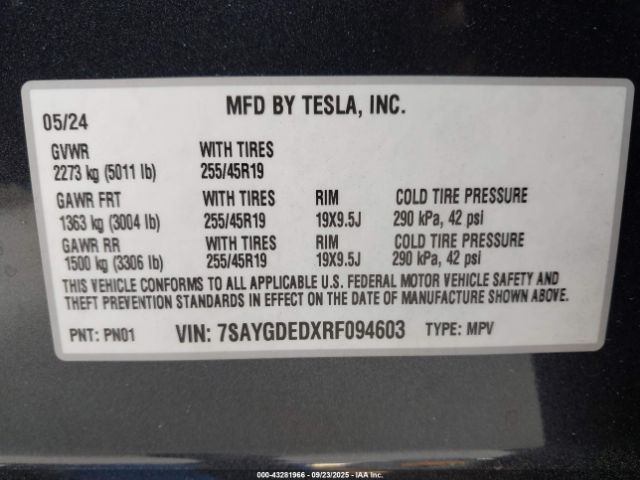 MFD BY TESLA, INC.
05/24
GVWR WITH TIRES
2273 kg (5011 lb) 255/45R19
GAWR FRT WITH TIRES RIM COLD TIRE PRESSURE
1363 kg (3004 lb) 255/45R19 19X9.5J 290 kPa, 42 psi
GAWR RR WITH TIRES RIM COLD TIRE PRESSURE
1500 kg (3306 lb) 255/45R19 19X9.5J 290 kPa, 42 psi
THIS VEHICLE CONFORMS TO ALL APPLICABLE U.S. FEDERAL MOTOR VEHICLE SAFETY AND
THEFT PREVENTION STANDARDS IN EFFECT ON THE DATE OF MANUFACTURE SHOWN ABOVE.
PNT: PN01 VIN: 7SAYGDEDXRF094603 TYPE: MPV
000-43281966 - 09/23/2025 - IAA Inc.